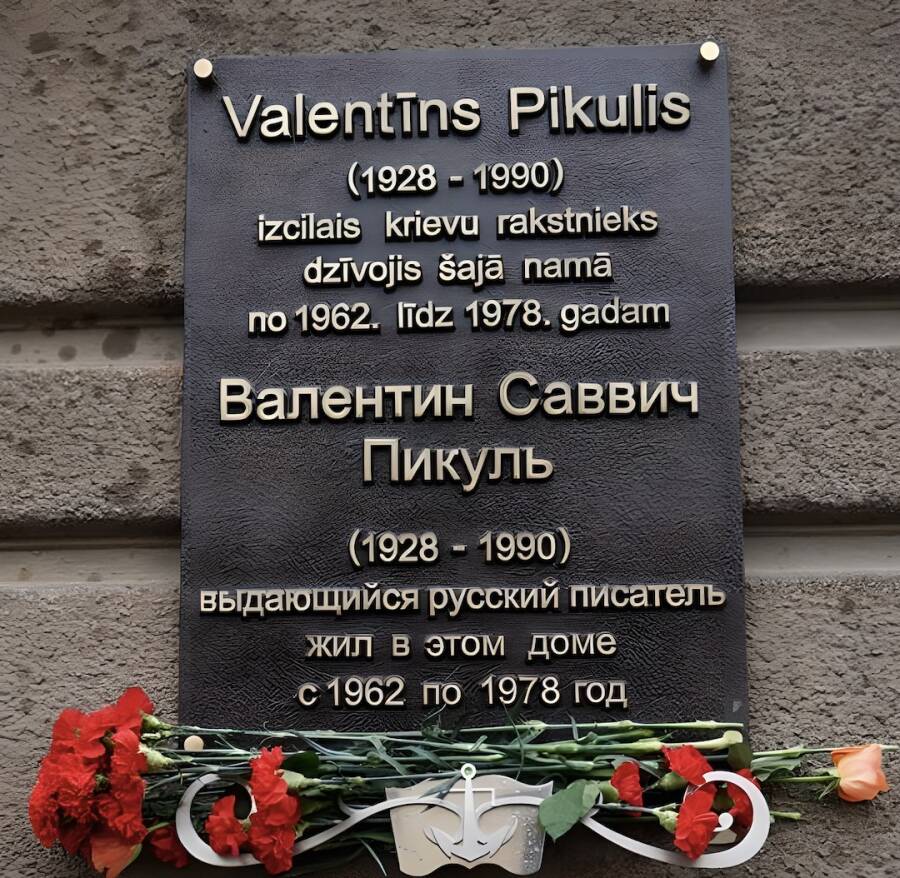 Valentīns Pikulis
(1928 - 1990)
izcilais krievu rakstnieks
dzīvojis šajā namā
no 1962. līdz 1978. gadam
Валентин Саввич
Пикуль
(1928 - 1990)
выдающийся русский писатель
жил в этом доме
с 1962 по 1978 год